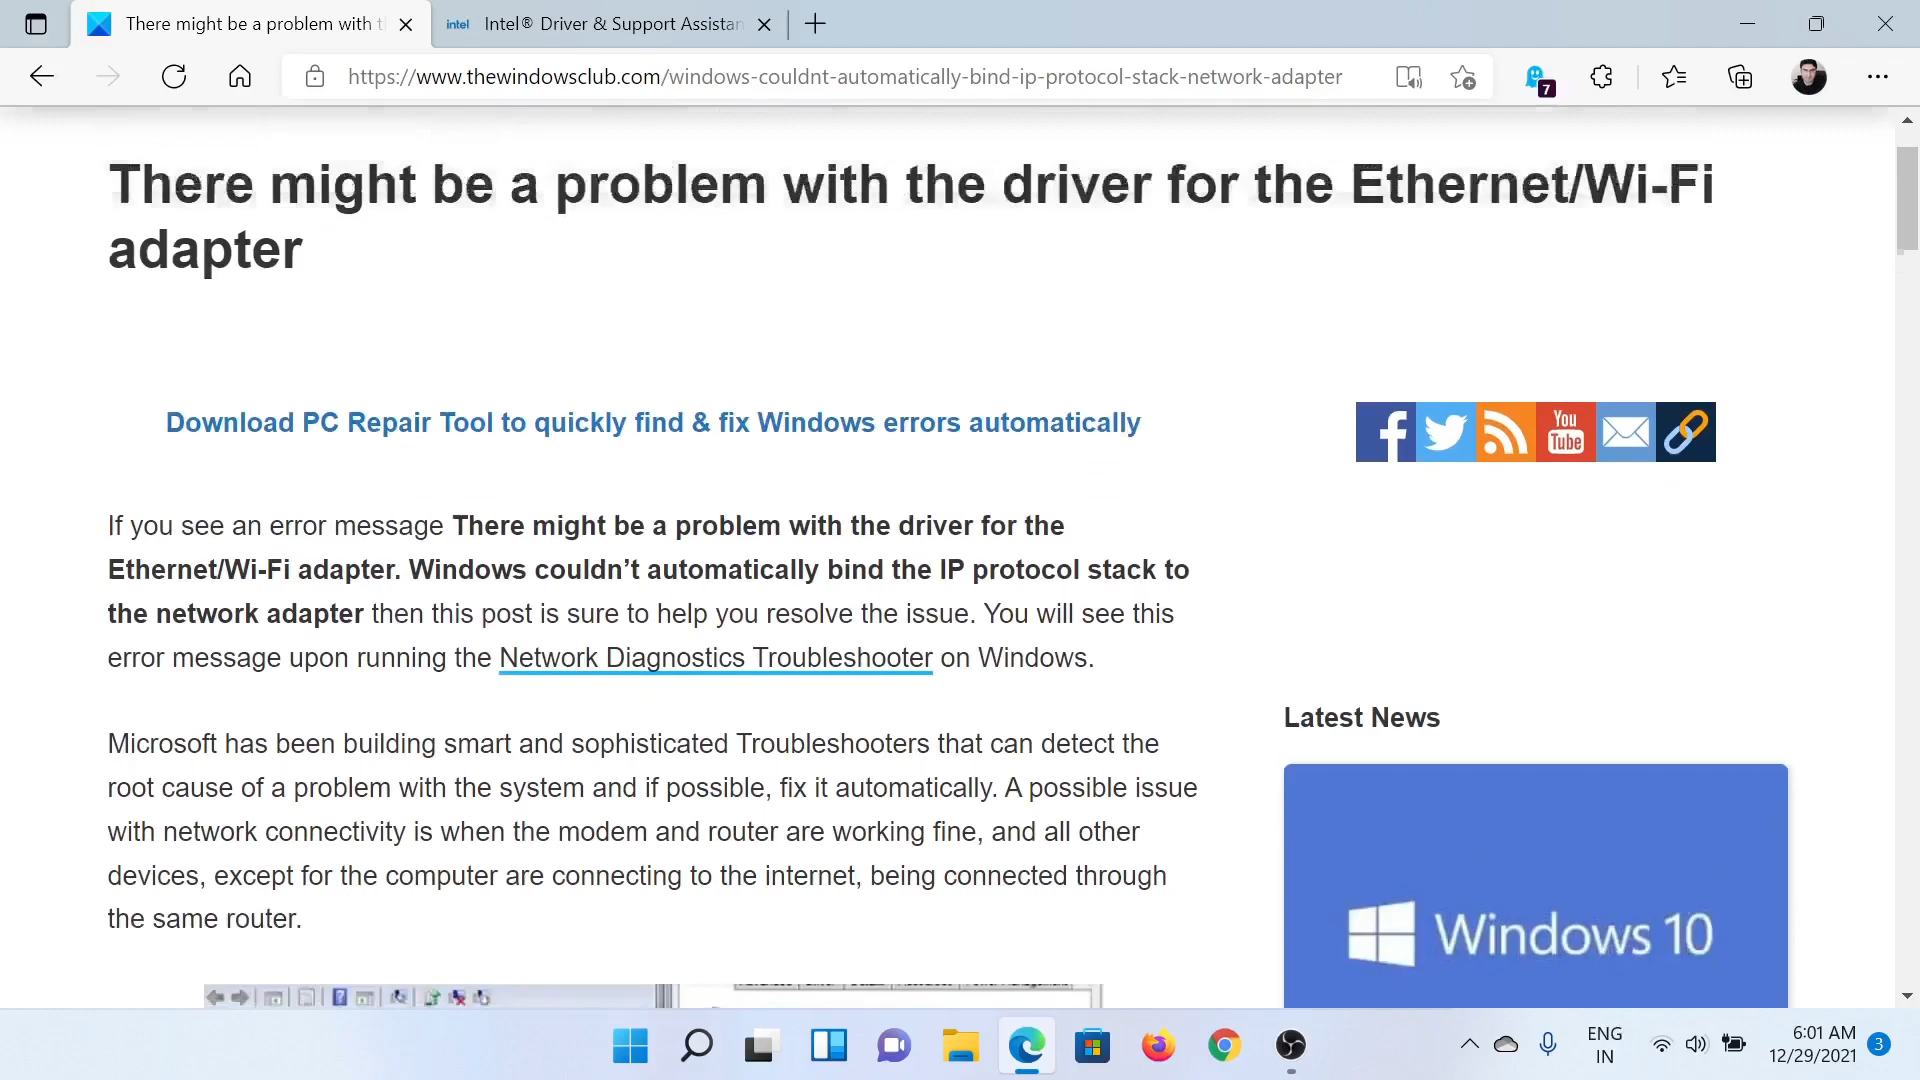 There might be a problem with t
intel
Intel® Driver & Support Assistan
https://www.thewindowsclub.com/windows-couldnt-automatically-bind-ip-protocol-stack-network-adapter
7
There might be a problem with the driver for the Ethernet/Wi-Fi
adapter
Download PC Repair Tool to quickly find & fix Windows errors automatically
You
Tube
If you see an error message There might be a problem with the driver for the
Ethernet/Wi-Fi adapter. Windows couldn’t automatically bind the IP protocol stack to
the network adapter then this post is sure to help you resolve the issue. You will see this
error message upon running the Network Diagnostics Troubleshooter on Windows.
Latest News
Microsoft has been building smart and sophisticated Troubleshooters that can detect the
root cause of a problem with the system and if possible, fix it automatically. A possible issue
with network connectivity is when the modem and router are working fine, and all other
devices, except for the computer are connecting to the internet, being connected through
the same router.
Windows 10
ENG
IN
6:01 AM
12/29/2021
3